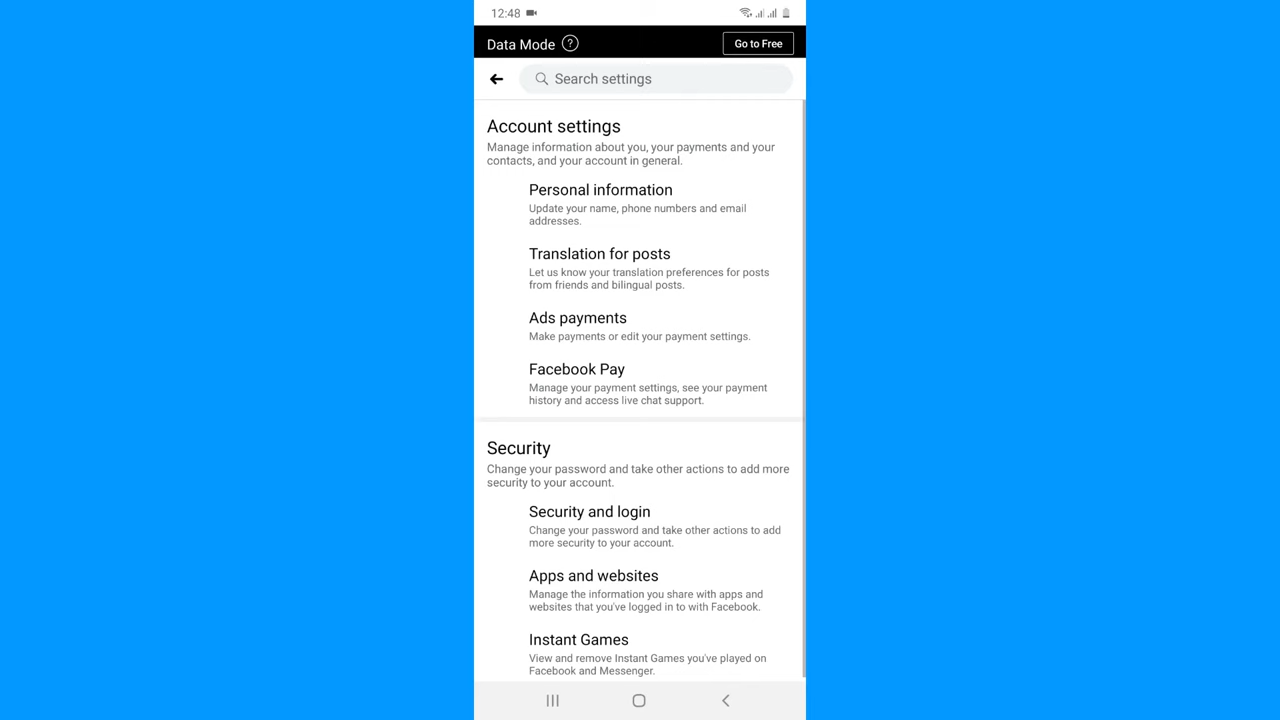 12:48
Data Mode ?
Go to Free
Search settings
Account settings
Manage information about you, your payments and your
contacts, and your account in general.
Personal information
Update your name, phone numbers and email
addresses.
Translation for posts
Let us know your translation preferences for posts
from friends and bilingual posts.
Ads payments
Make payments or edit your payment settings.
Facebook Pay
Manage your payment settings, see your payment
history and access live chat support.
Security
Change your password and take other actions to add more
security to your account.
Security and login
Change your password and take other actions to add
more security to your account.
Apps and websites
Manage the information you share with apps and
websites that you've logged in to with Facebook.
Instant Games
View and remove Instant Games you've played on
Facebook and Messenger.